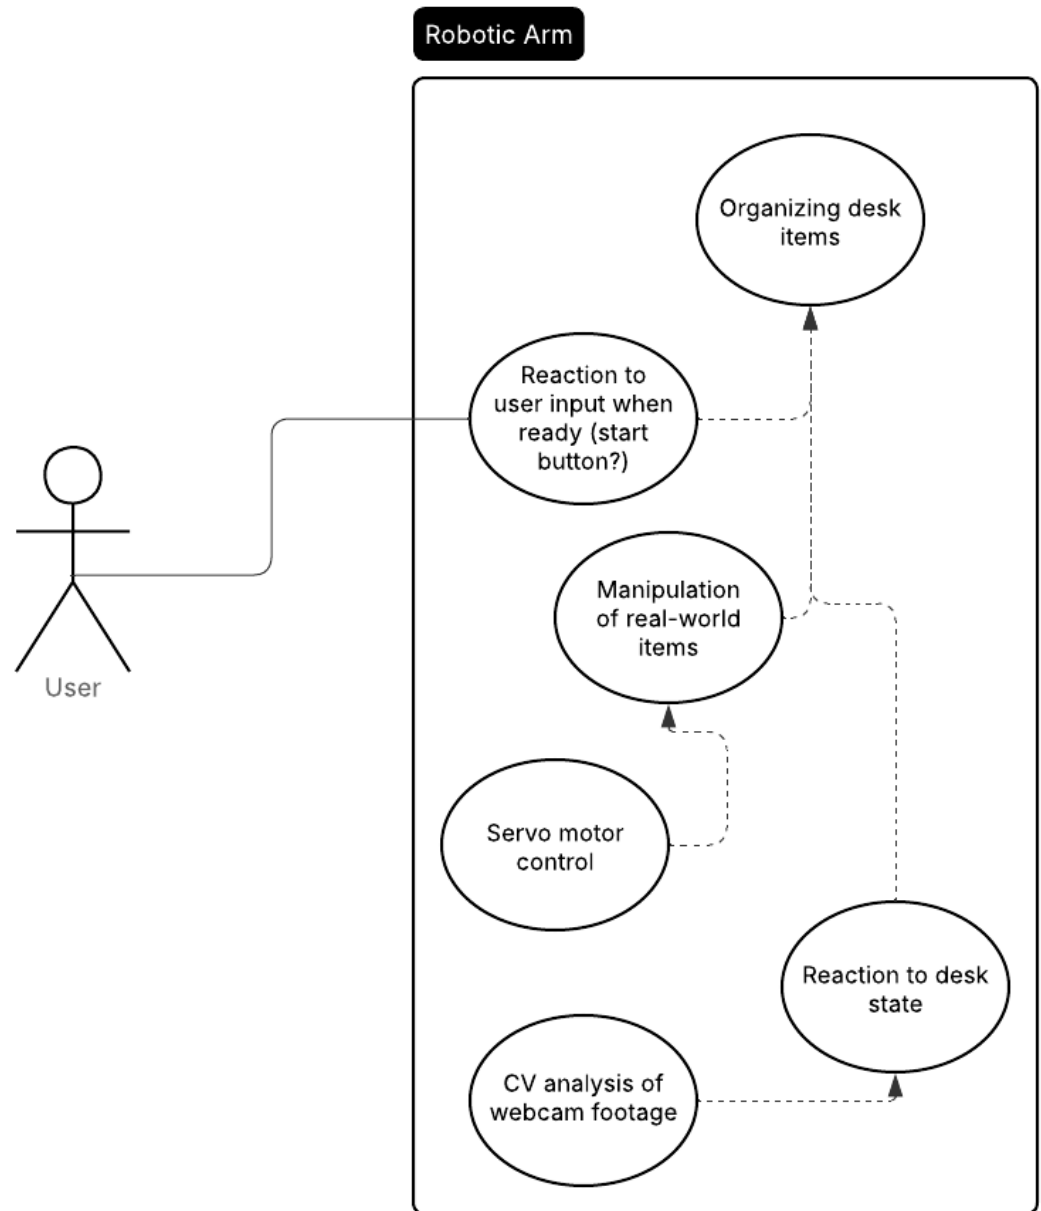 Robotic Arm
Organizing desk
items
Reaction to
user input when
ready (start
button?)
Manipulation
of real-world
items
User
Servo motor
control
Reaction to desk
state
CV analysis of
webcam footage